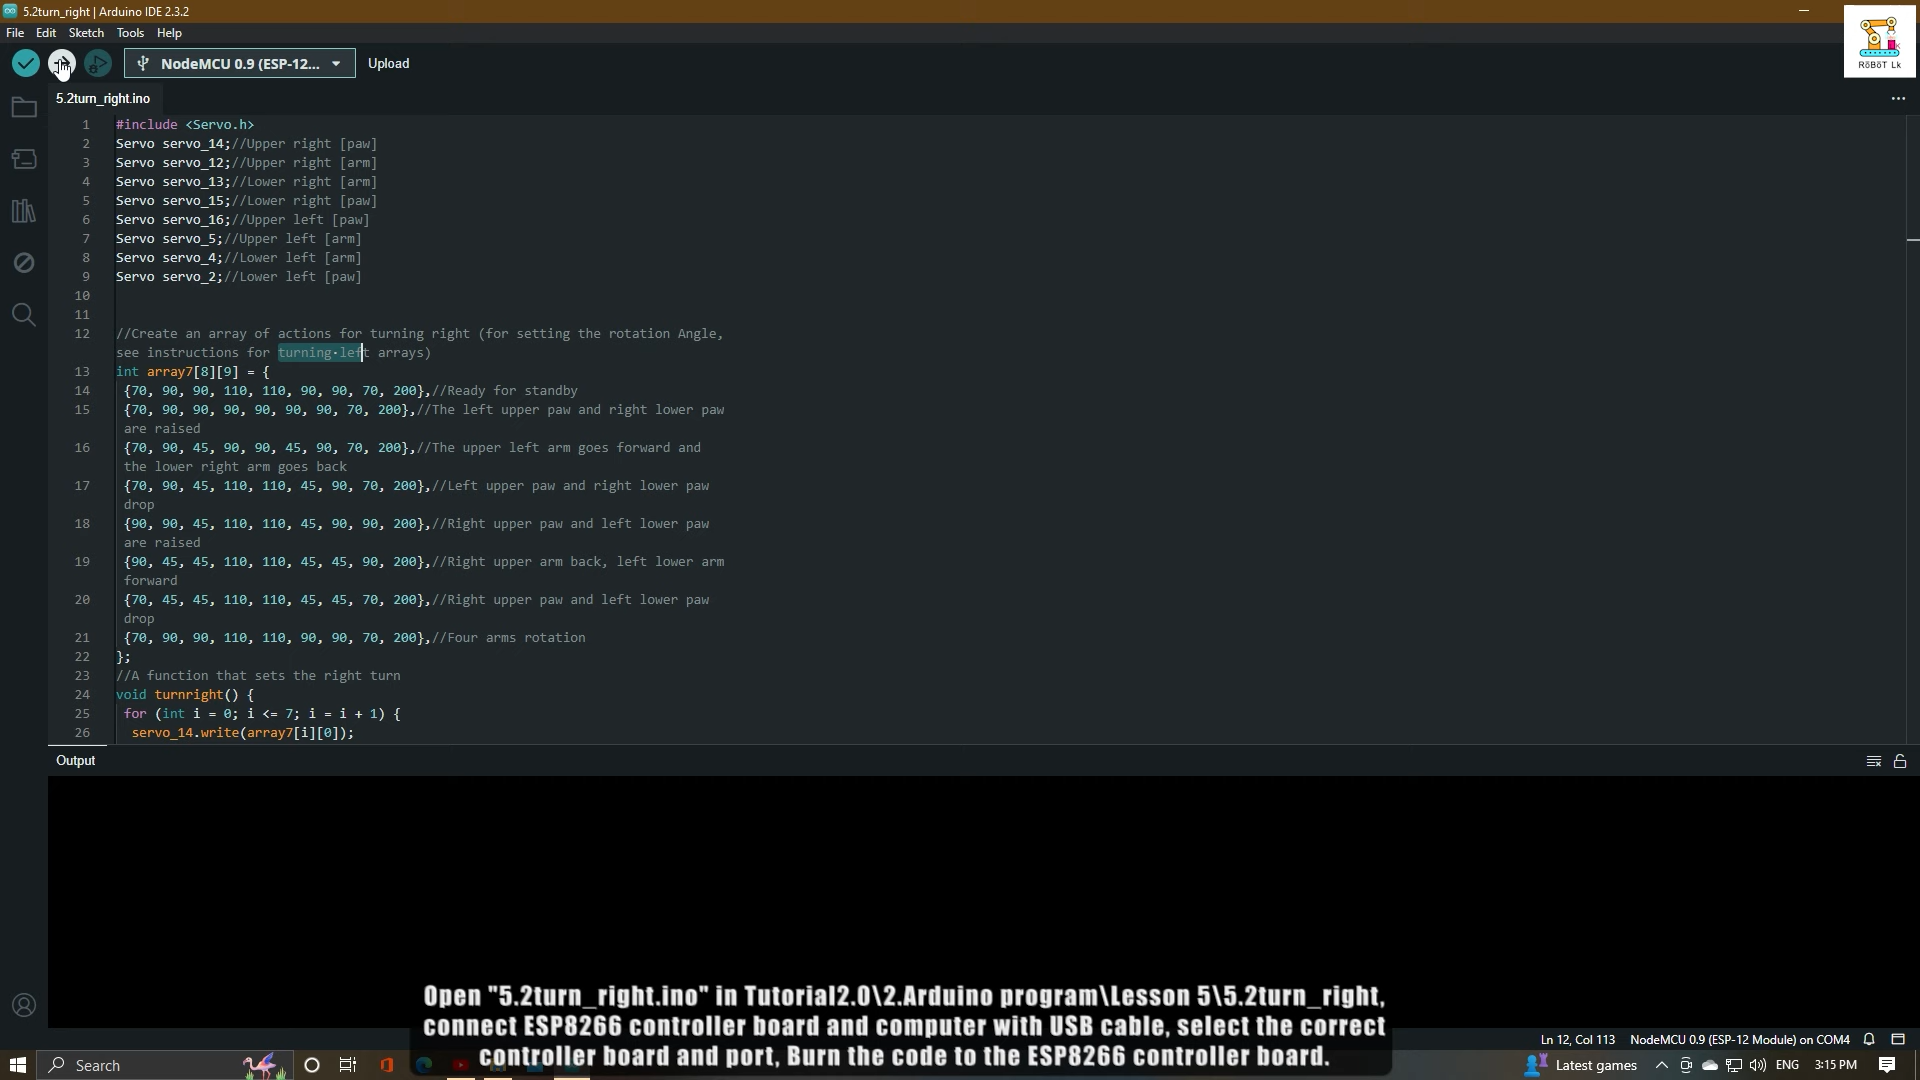 5.2turn_right | Arduino IDE 2.3.2
File Edit Sketch Tools Help
NodeMCU 0.9 (ESP-12... Upload
RöBöT Lk
5.2turn_right.ino
1 #include <Servo.h>
2 Servo servo_14;//Upper right [paw]
3 Servo servo_12;//Upper right [arm]
4 Servo servo_13;//Lower right [arm]
5 Servo servo_15;//Lower right [paw]
6 Servo servo_16;//Upper left [paw]
7 Servo servo_5;//Upper left [arm]
8 Servo servo_4;//Lower left [arm]
9 Servo servo_2;//Lower left [paw]
10
11
12 //Create an array of actions for turning right (for setting the rotation Angle,
see instructions for turning·left arrays)
13 int array7[8][9] = {
14 {70, 90, 90, 110, 110, 90, 90, 70, 200},//Ready for standby
15 {70, 90, 90, 90, 90, 90, 90, 70, 200},//The left upper paw and right lower paw
are raised
16 {70, 90, 45, 90, 90, 45, 90, 70, 200},//The upper left arm goes forward and
the lower right arm goes back
17 {70, 90, 45, 110, 110, 45, 90, 70, 200},//Left upper paw and right lower paw
drop
18 {90, 90, 45, 110, 110, 45, 90, 90, 200},//Right upper paw and left lower paw
are raised
19 {90, 45, 45, 110, 110, 45, 45, 90, 200},//Right upper arm back, left lower arm
forward
20 {70, 45, 45, 110, 110, 45, 45, 70, 200},//Right upper paw and left lower paw
drop
21 {70, 90, 90, 110, 110, 90, 90, 70, 200},//Four arms rotation
22 };
23 //A function that sets the right turn
24 void turnright() {
25 for (int i = 0; i <= 7; i = i + 1) {
26 servo_14.write(array7[i][0]);
Output
Open "5.2turn_right.ino" in Tutorial2.0\2.Arduino program\Lesson 5\5.2turn_right,
connect ESP8266 controller board and computer with USB cable, select the correct
controller board and port, Burn the code to the ESP8266 controller board.
Ln 12, Col 113 NodeMCU 0.9 (ESP-12 Module) on COM4
Search
Latest games ENG 3:15 PM